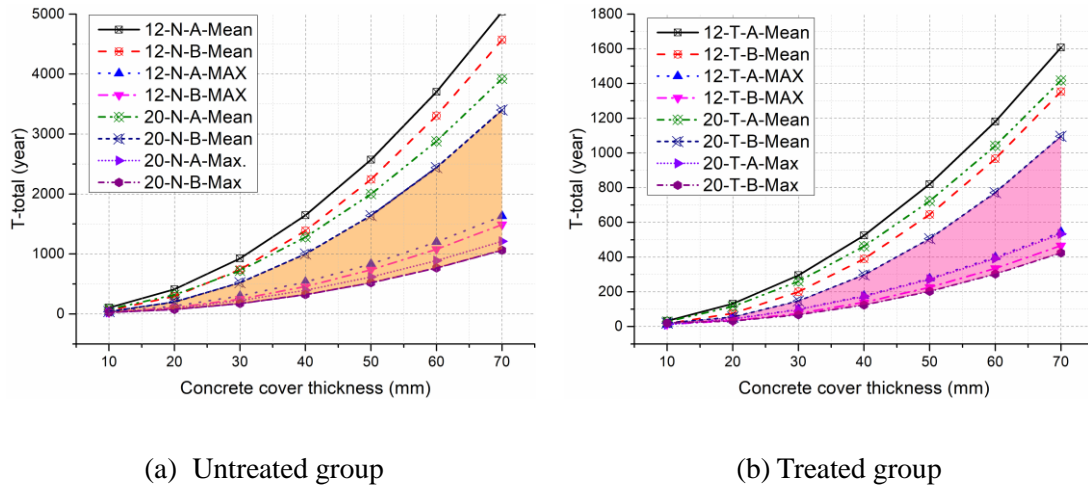 5000
4000
3000
2000
1000
0
T-total (year)
12-N-A-Mean
12-N-B-Mean
12-N-A-MAX
12-N-B-MAX
20-N-A-Mean
20-N-B-Mean
20-N-A-Max.
20-N-B-Max
10 20 30 40 50 60 70
Concrete cover thickness (mm)
(a) Untreated group
1800
1600
1400
1200
1000
800
600
400
200
0
T-total (year)
12-T-A-Mean
12-T-B-Mean
12-T-A-MAX
12-T-B-MAX
20-T-A-Mean
20-T-B-Mean
20-T-A-Max
20-T-B-Max
10 20 30 40 50 60 70
Concrete cover thickness (mm)
(b) Treated group